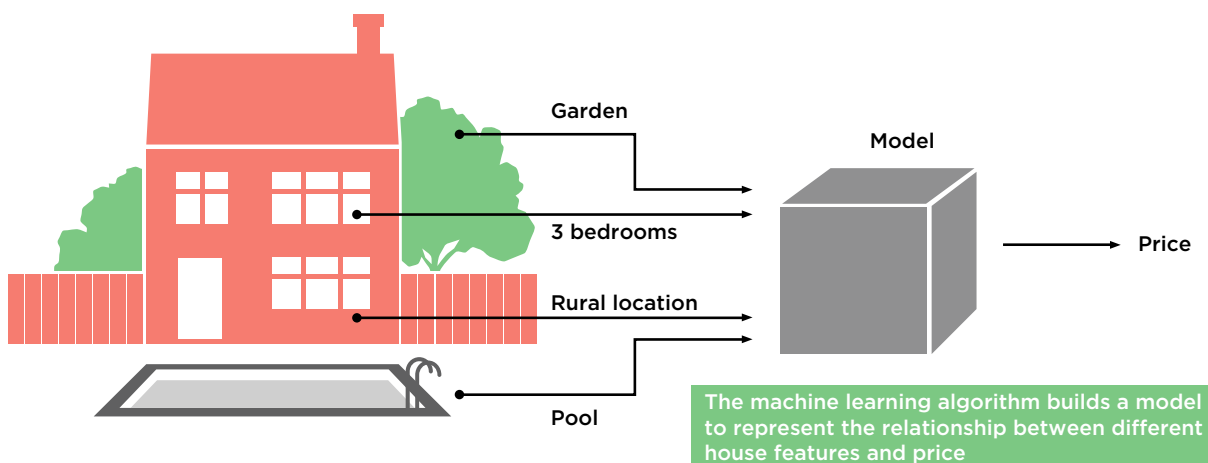 Garden
Model
3 bedrooms
Price
Rural location
Pool
The machine learning algorithm builds a model
to represent the relationship between different
house features and price